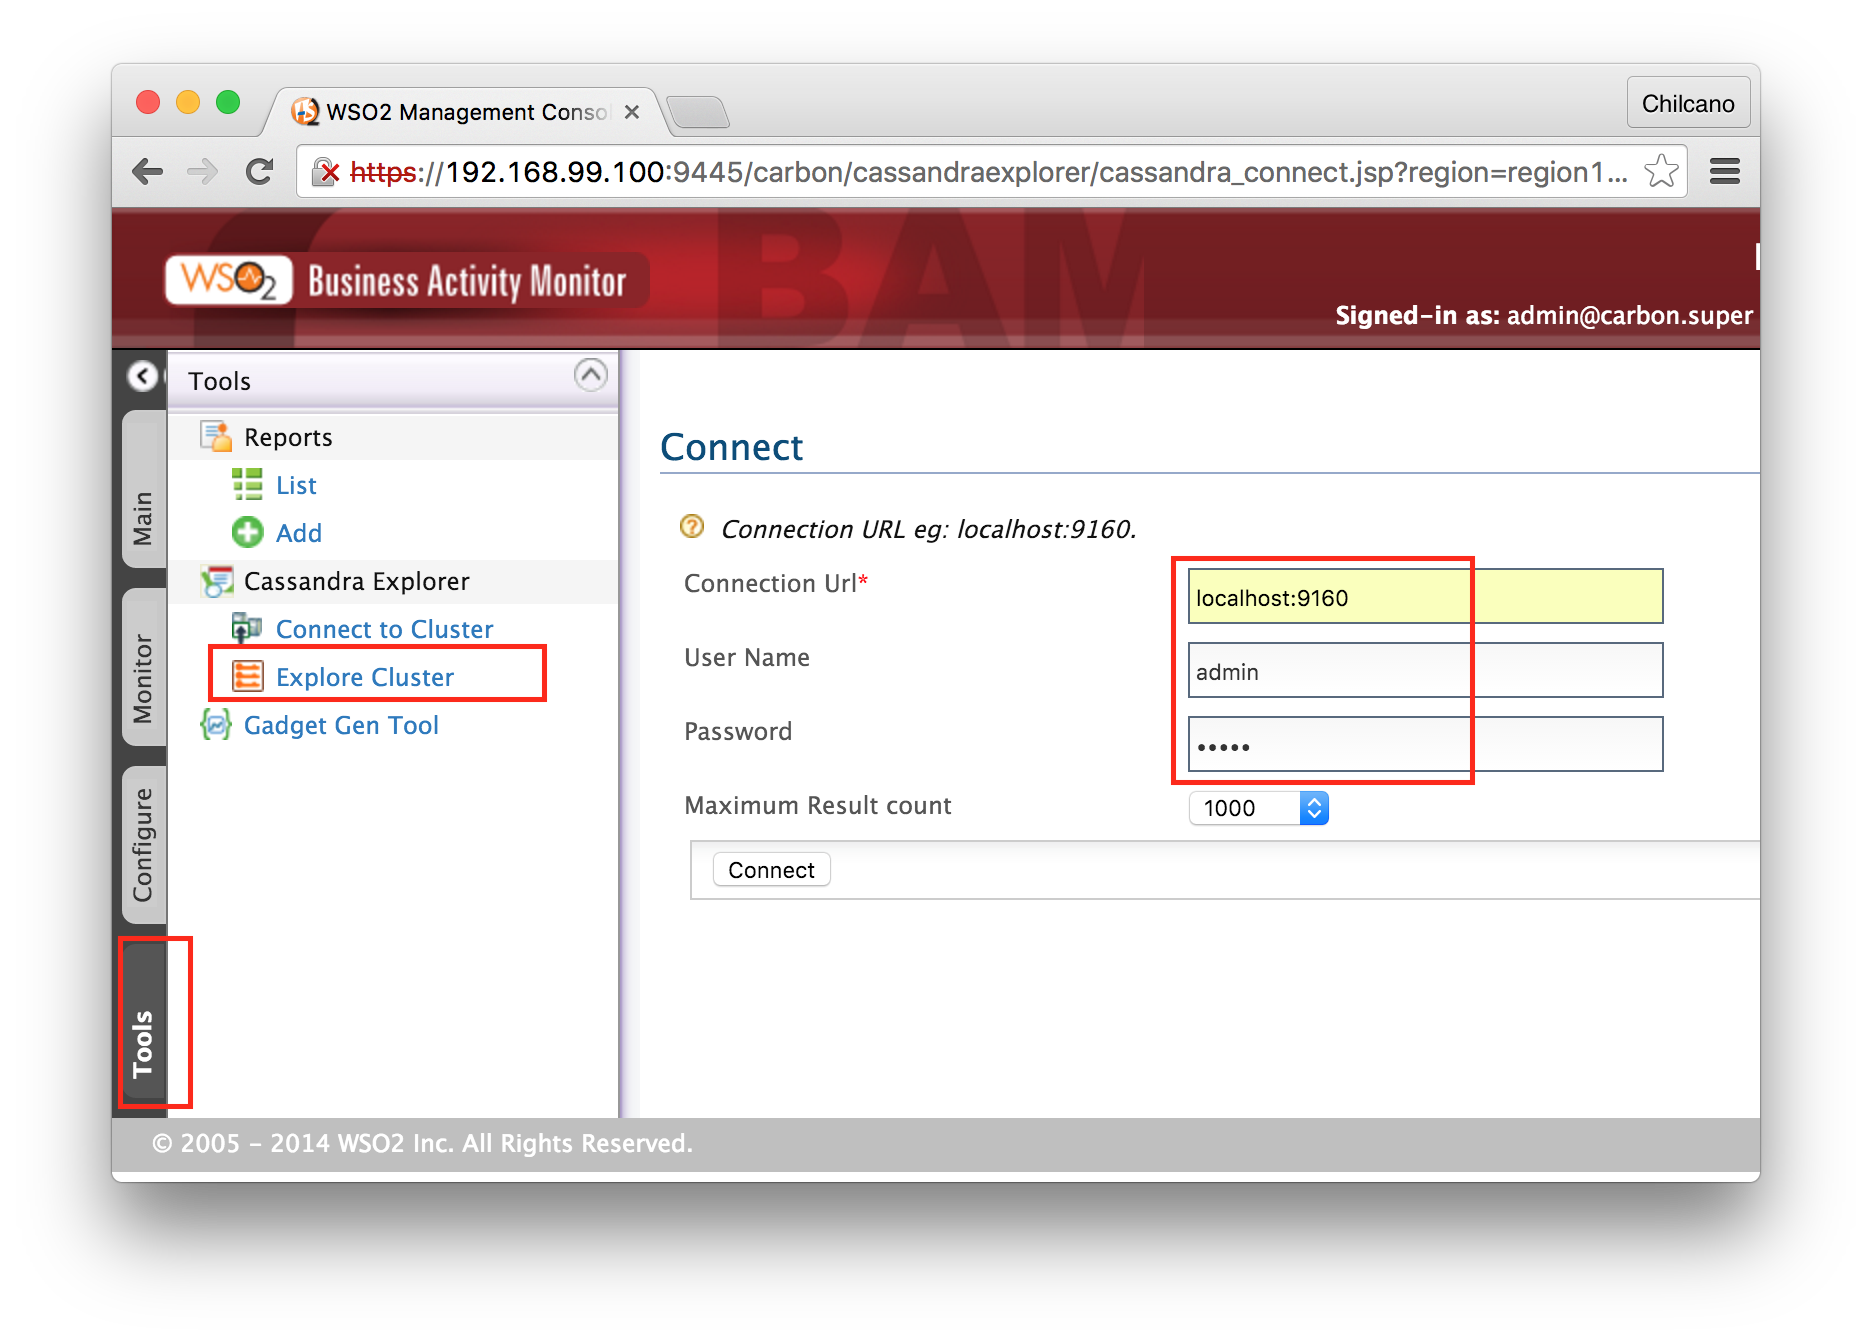 WSO2 Management Consol
Chilcano
https://192.168.99.100:9445/carbon/cassandraexplorer/cassandra_connect.jsp?region=region1...
BAM
WSO2 Business Activity Monitor
Signed-in as: admin@carbon.super
Tools
Reports
List
Add
Cassandra Explorer
Connect to Cluster
Explore Cluster
Gadget Gen Tool
Main
Monitor
Configure
Tools
Connect
Connection URL eg: localhost:9160.
Connection Url* localhost:9160
User Name admin
Password •••••
Maximum Result count 1000
Connect
© 2005 - 2014 WSO2 Inc. All Rights Reserved.